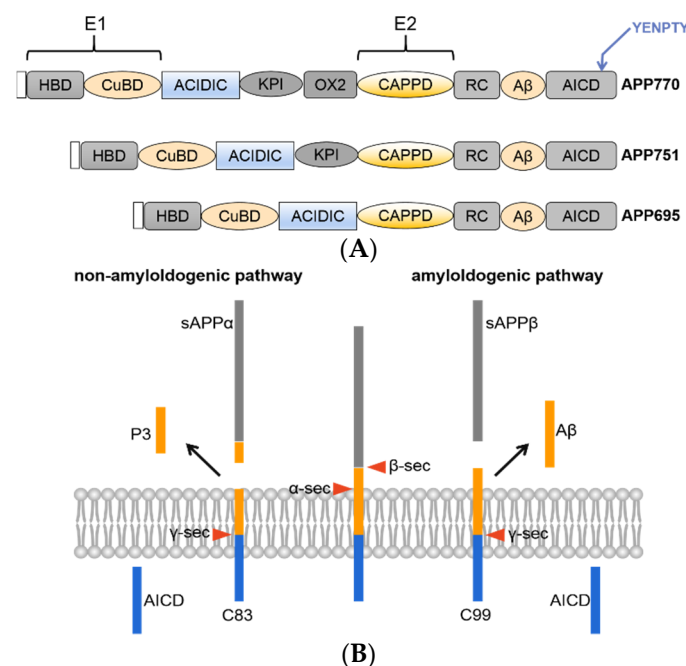 E1
E2
YENPTY
HBD CuBD ACIDIC KPI OX2 CAPPD RC Aβ AICD APP770
HBD CuBD ACIDIC KPI CAPPD RC Aβ AICD APP751
HBD CuBD ACIDIC CAPPD RC Aβ AICD APP695
(A)
non-amyloldogenic pathway amyloldogenic pathway
sAPPα sAPPβ
P3 Aβ
β-sec
α-sec
γ-sec γ-sec
AICD AICD
C83 C99
(B)